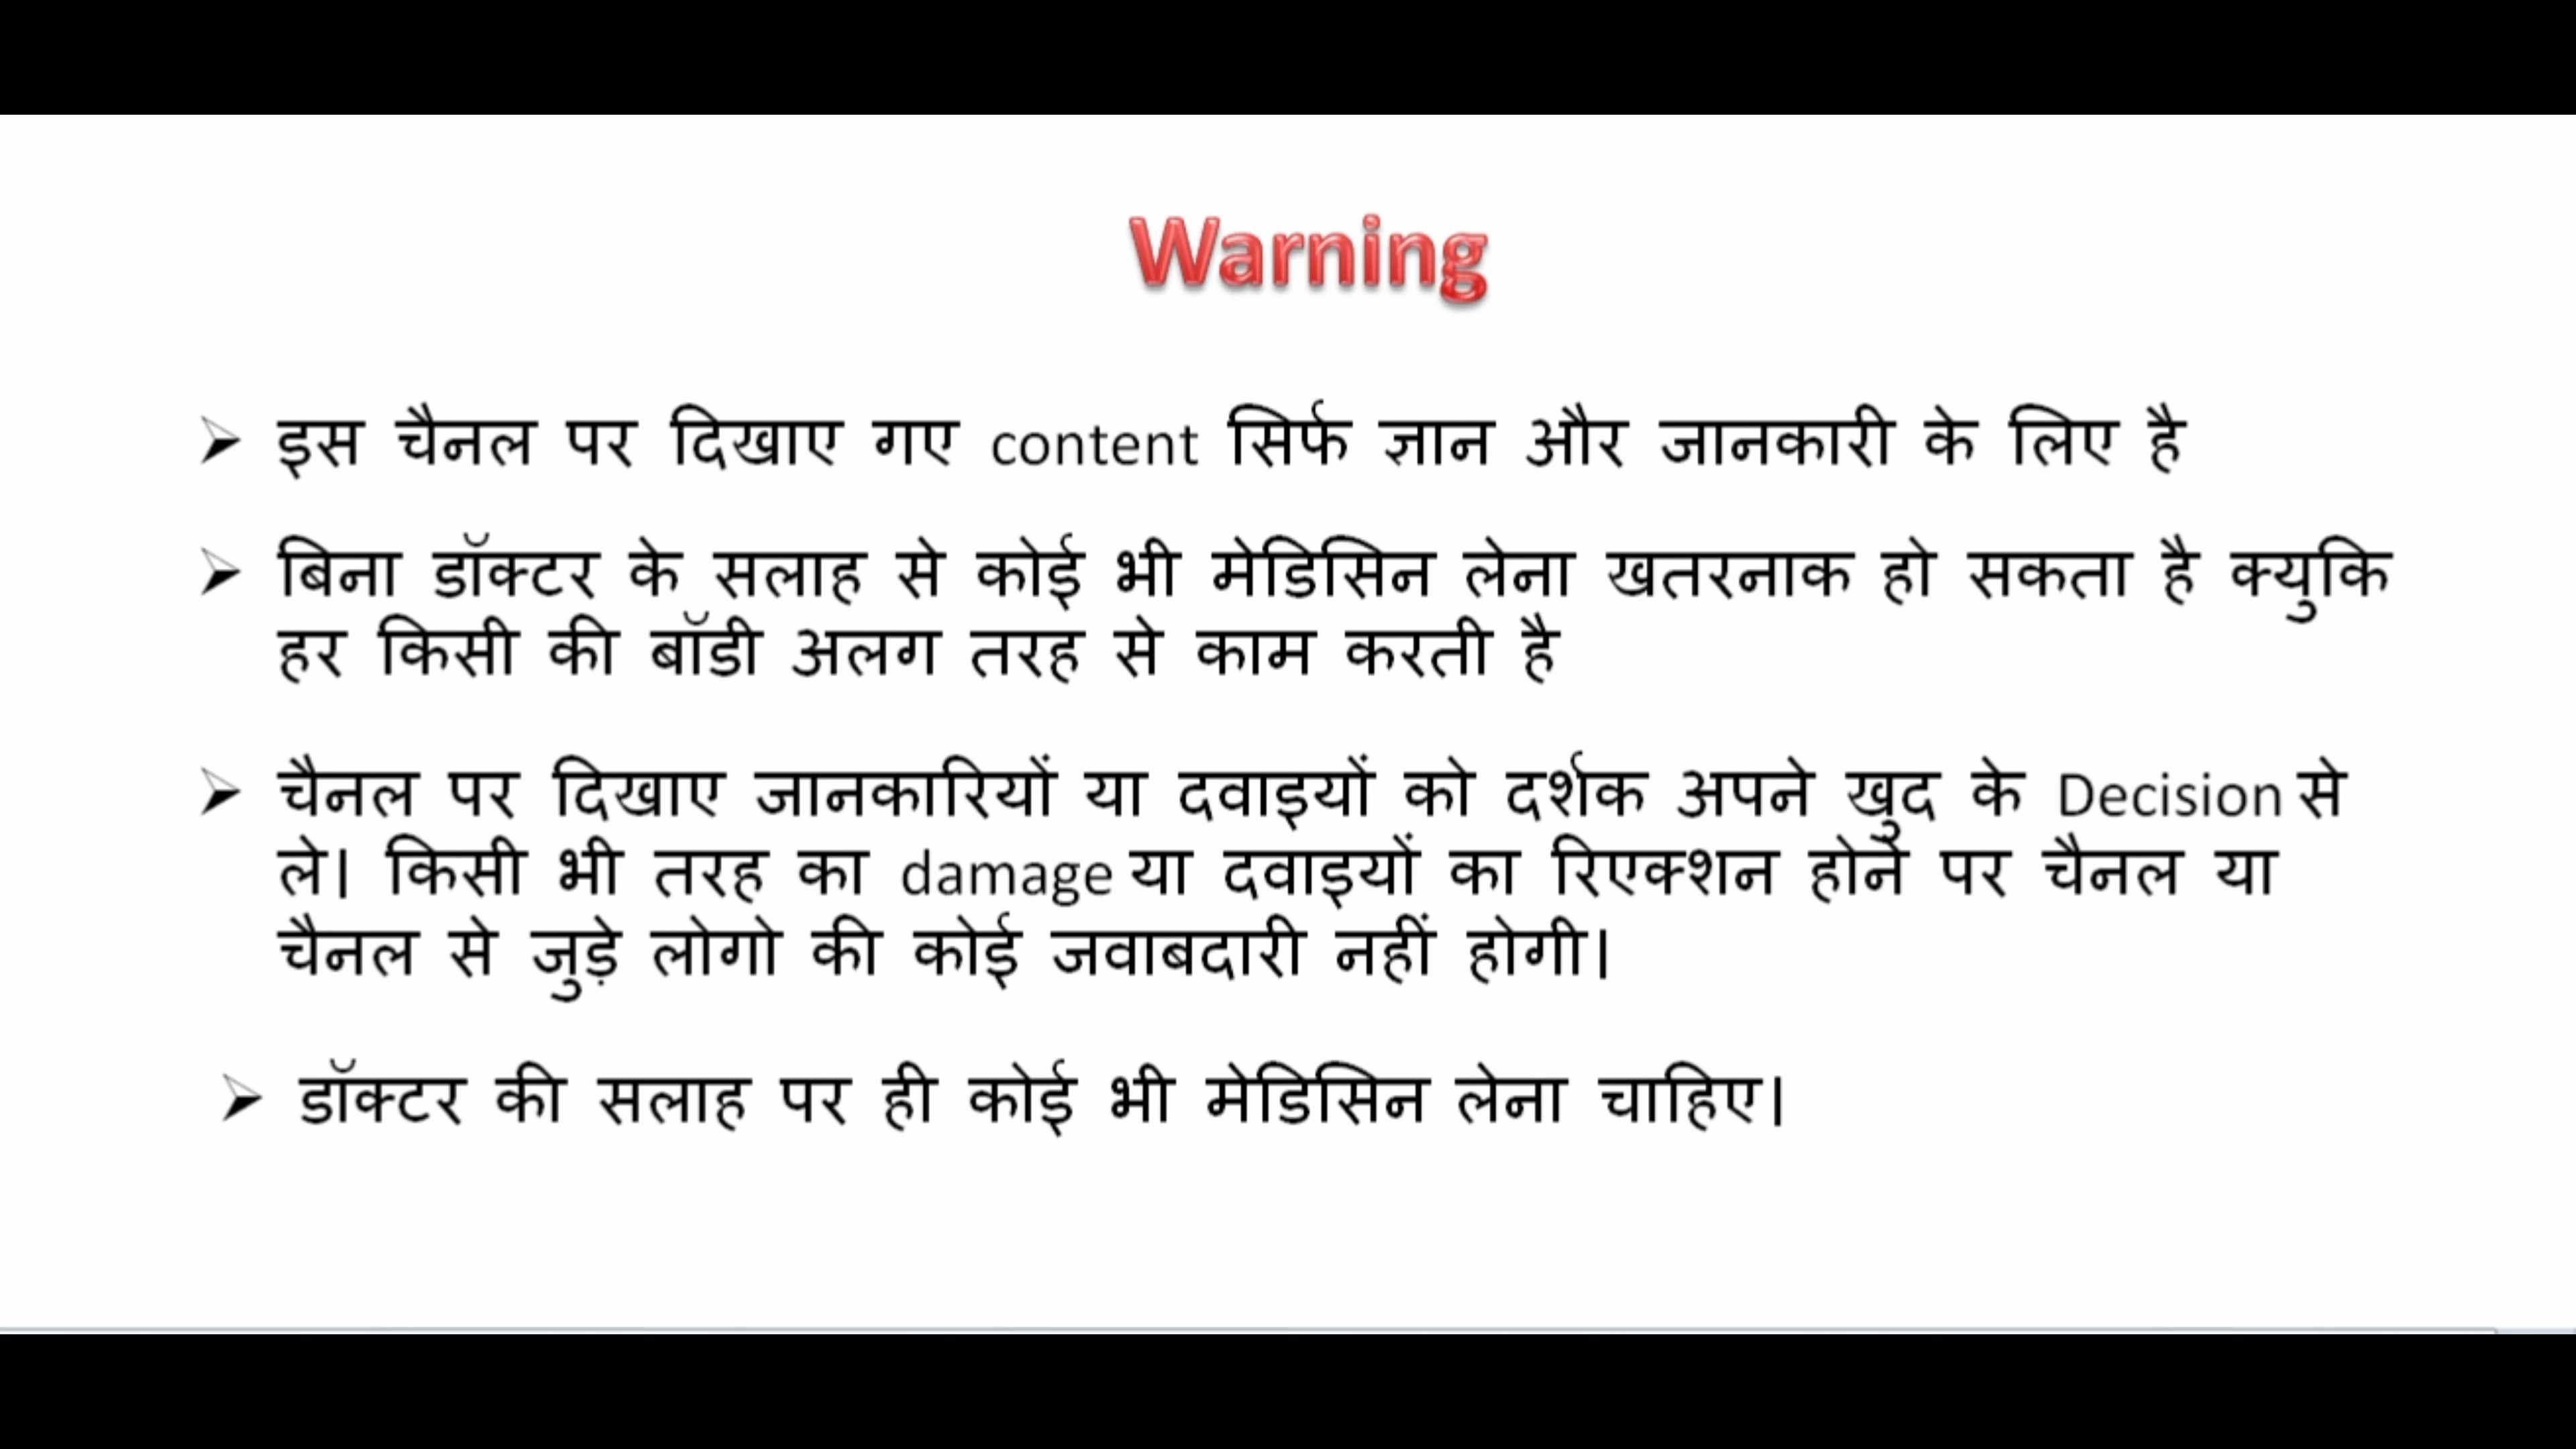 Warning
➢ इस चैनल पर दिखाए गए content सिर्फ ज्ञान और जानकारी के लिए है
➢ बिना डॉक्टर के सलाह से कोई भी मेडिसिन लेना खतरनाक हो सकता है क्युकि
हर किसी की बॉडी अलग तरह से काम करती है
➢ चैनल पर दिखाए जानकारियों या दवाइयों को दर्शक अपने खुद के Decision से
ले। किसी भी तरह का damage या दवाइयों का रिएक्शन होने पर चैनल या
चैनल से जुड़े लोगो की कोई जवाबदारी नहीं होगी।
➢ डॉक्टर की सलाह पर ही कोई भी मेडिसिन लेना चाहिए।